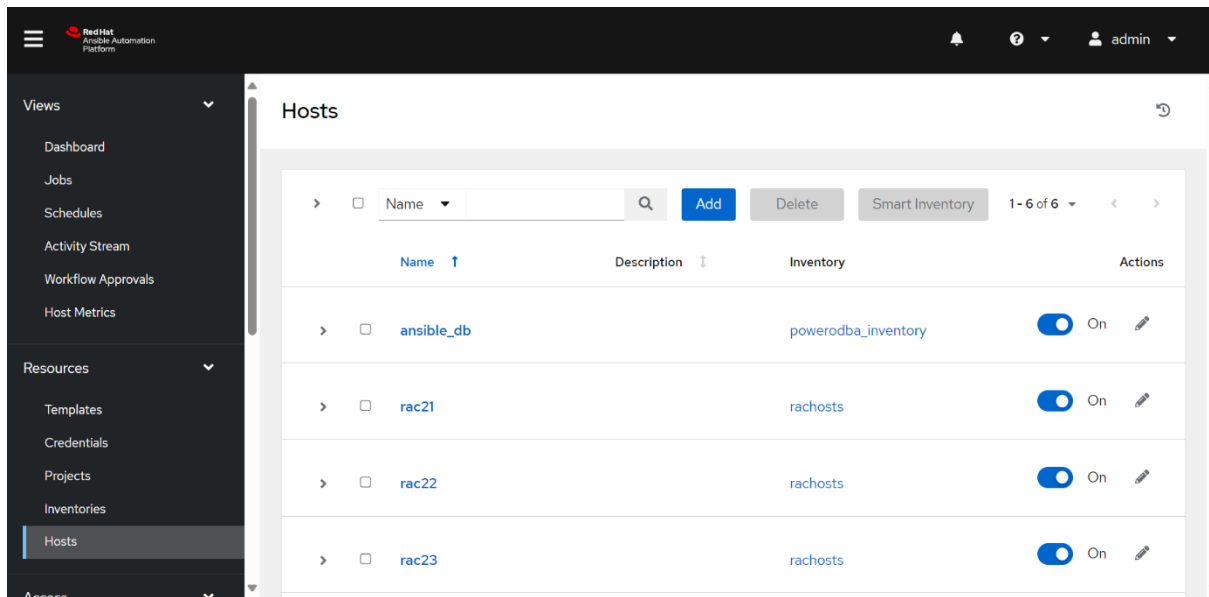 Red Hat
Ansible Automation
Platform
admin
Views
Dashboard
Jobs
Schedules
Activity Stream
Workflow Approvals
Host Metrics
Resources
Templates
Credentials
Projects
Inventories
Hosts
Access
Hosts
Name
Add
Delete
Smart Inventory
1 - 6 of 6
Name Description Inventory Actions
ansible_db powerodba_inventory On
rac21 rachosts On
rac22 rachosts On
rac23 rachosts On